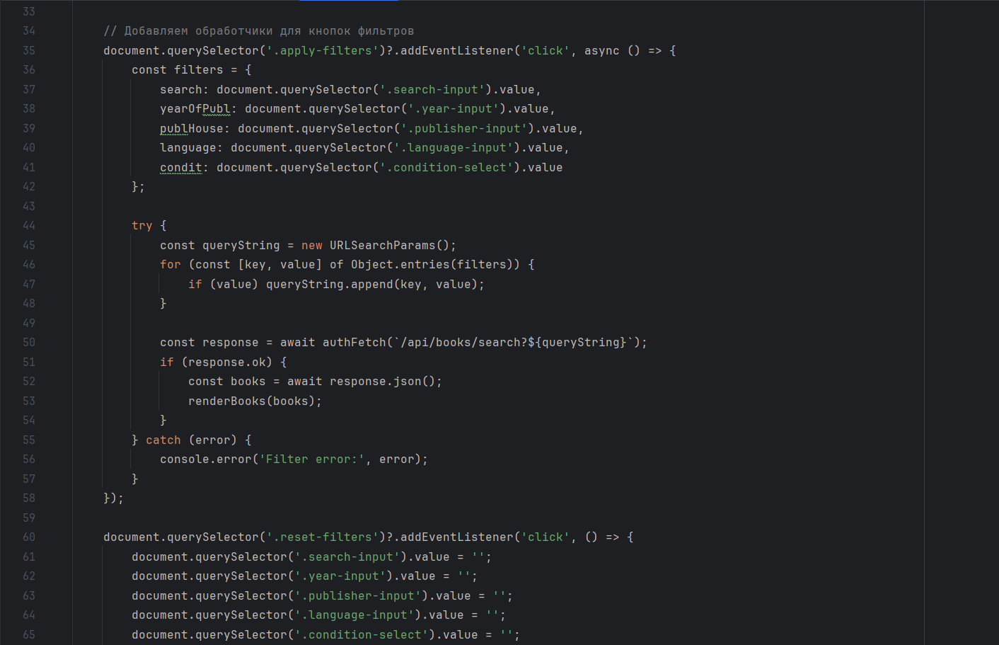 33
34 // Добавляем обработчики для кнопок фильтров
35 document.querySelector('.apply-filters')?.addEventListener('click', async () => {
36 const filters = {
37 search: document.querySelector('.search-input').value,
38 yearOfPubl: document.querySelector('.year-input').value,
39 publHouse: document.querySelector('.publisher-input').value,
40 language: document.querySelector('.language-input').value,
41 condit: document.querySelector('.condition-select').value
42 };
43
44 try {
45 const queryString = new URLSearchParams();
46 for (const [key, value] of Object.entries(filters)) {
47 if (value) queryString.append(key, value);
48 }
49
50 const response = await authFetch(`/api/books/search?${queryString}`);
51 if (response.ok) {
52 const books = await response.json();
53 renderBooks(books);
54 }
55 } catch (error) {
56 console.error('Filter error:', error);
57 }
58 });
59
60 document.querySelector('.reset-filters')?.addEventListener('click', () => {
61 document.querySelector('.search-input').value = '';
62 document.querySelector('.year-input').value = '';
63 document.querySelector('.publisher-input').value = '';
64 document.querySelector('.language-input').value = '';
65 document.querySelector('.condition-select').value = '';